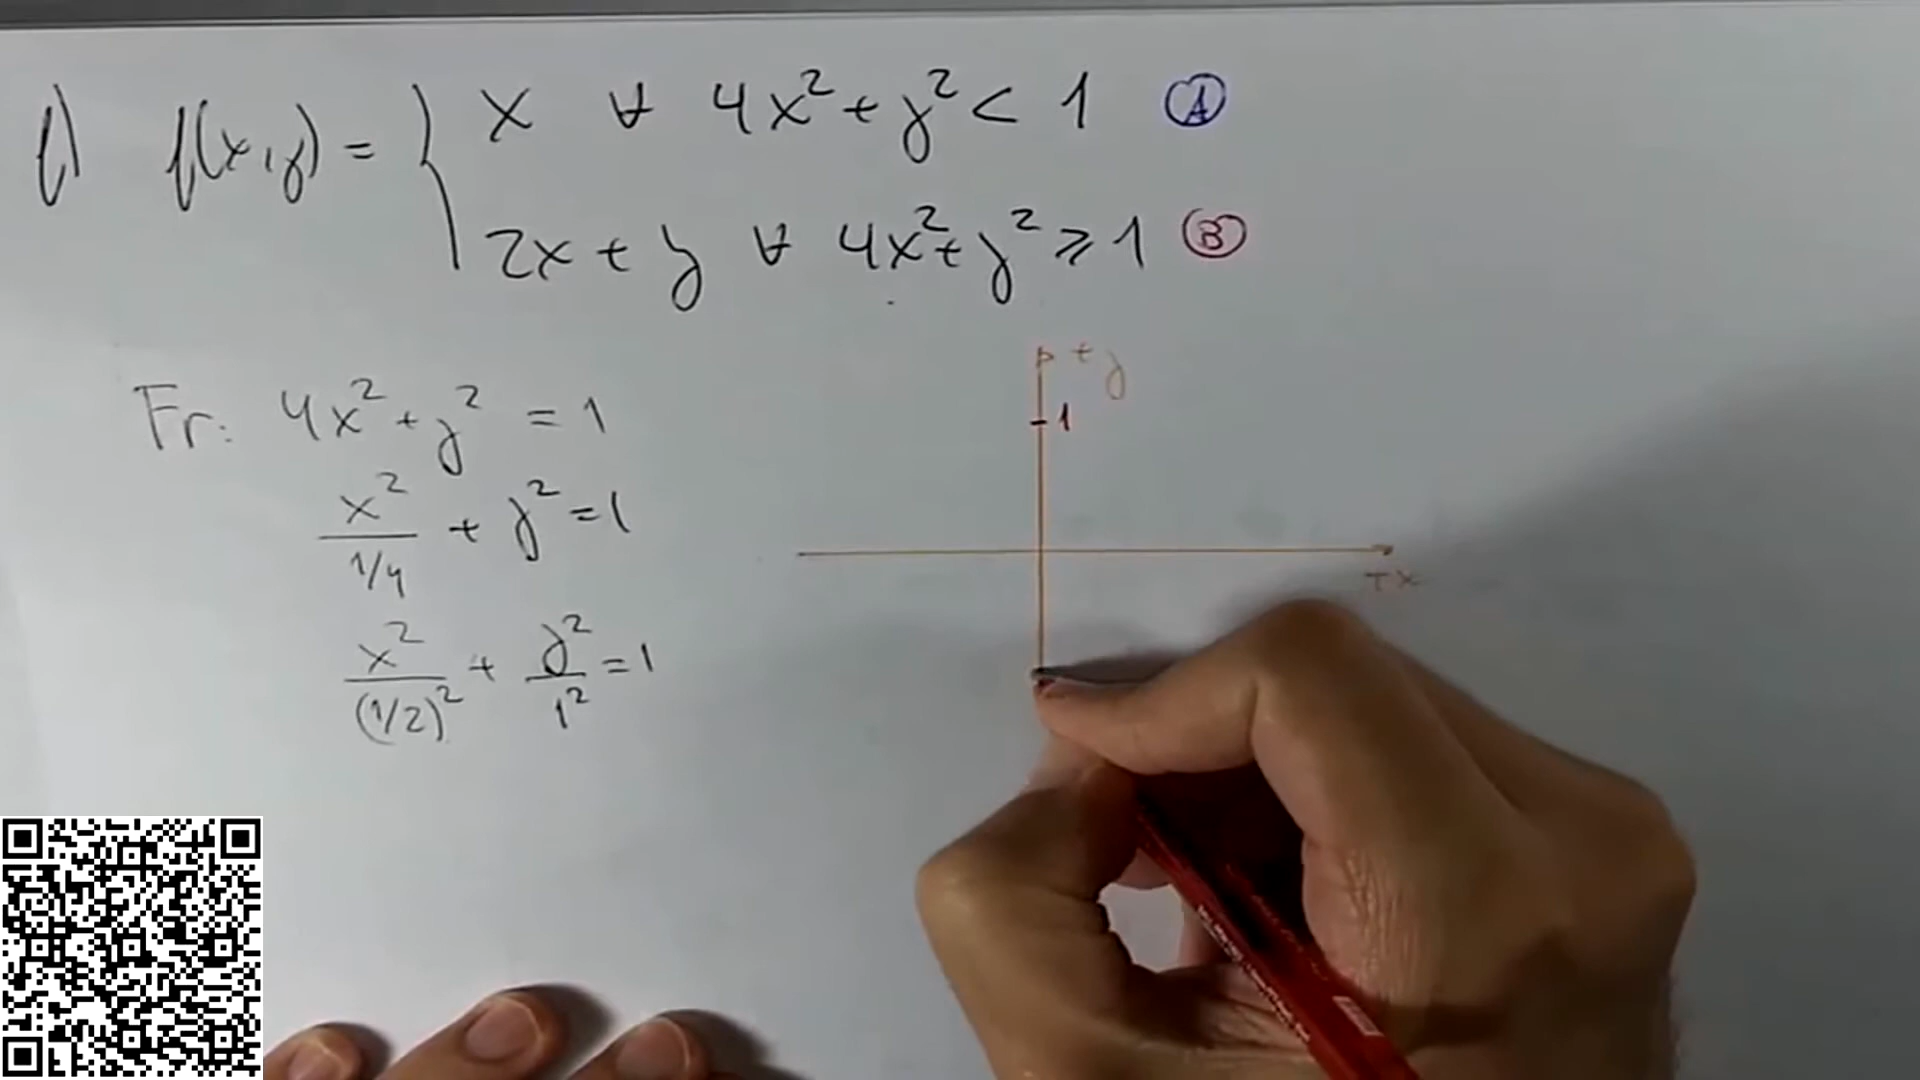 f) f(x,y) = { x ∀ 4x² + y² < 1 (A)
2x + y ∀ 4x² + y² ⩾ 1 (B)
Fr: 4x² + y² = 1
x²/(1/4) + y² = 1
x²/(1/2)² + y²/1² = 1
+y
1
+x